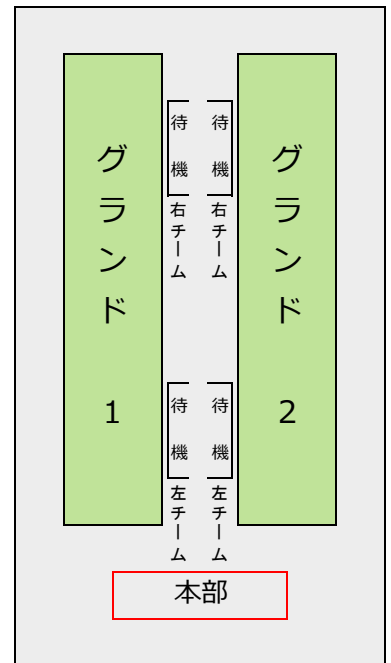 グランド 1
待機
右チーム
待機
右チーム
グランド 2
待機
左チーム
待機
左チーム
本部